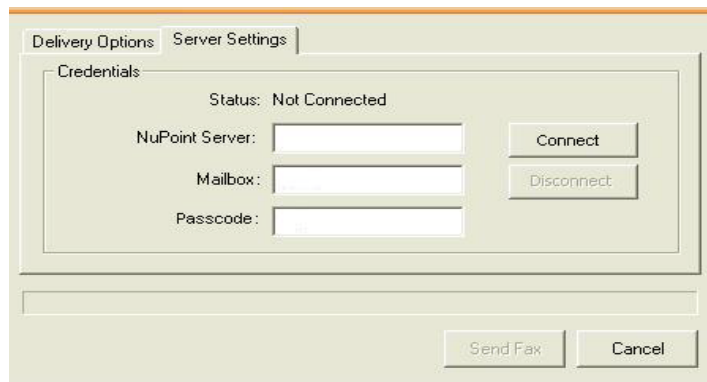 Delivery Options Server Settings
Credentials
Status: Not Connected
NuPoint Server:
Connect
Mailbox:
Disconnect
Passcode:
Send Fax Cancel